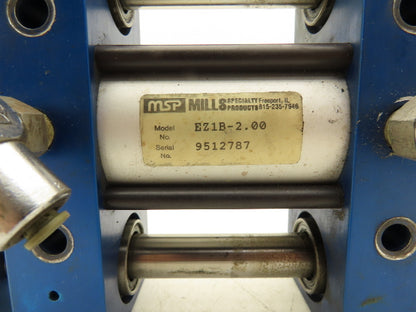 msp MILLS SPECIALTY Freeport, IL
PRODUCTS 815-235-7946
Model No. EZ1B-2.00
Serial No. 9512787